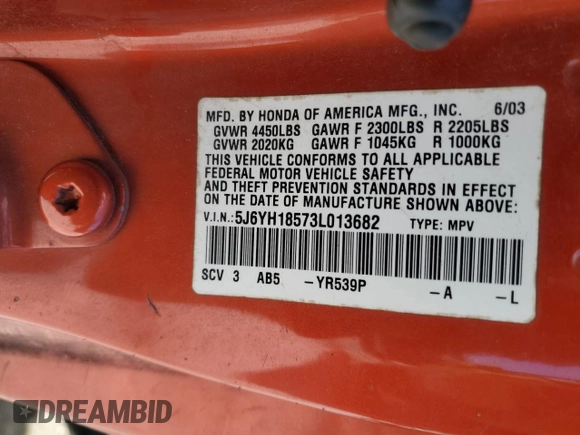 MFD. BY HONDA OF AMERICA MFG., INC. 6/03
GVWR 4450LBS GAWR F 2300LBS R 2205LBS
GVWR 2020KG GAWR F 1045KG R 1000KG
THIS VEHICLE CONFORMS TO ALL APPLICABLE
FEDERAL MOTOR VEHICLE SAFETY
AND THEFT PREVENTION STANDARDS IN EFFECT
ON THE DATE OF MANUFACTURE SHOWN ABOVE:
V.I.N.: 5J6YH18573L013682 TYPE: MPV
SCV 3 AB5 -YR539P -A -L
DREAMBID